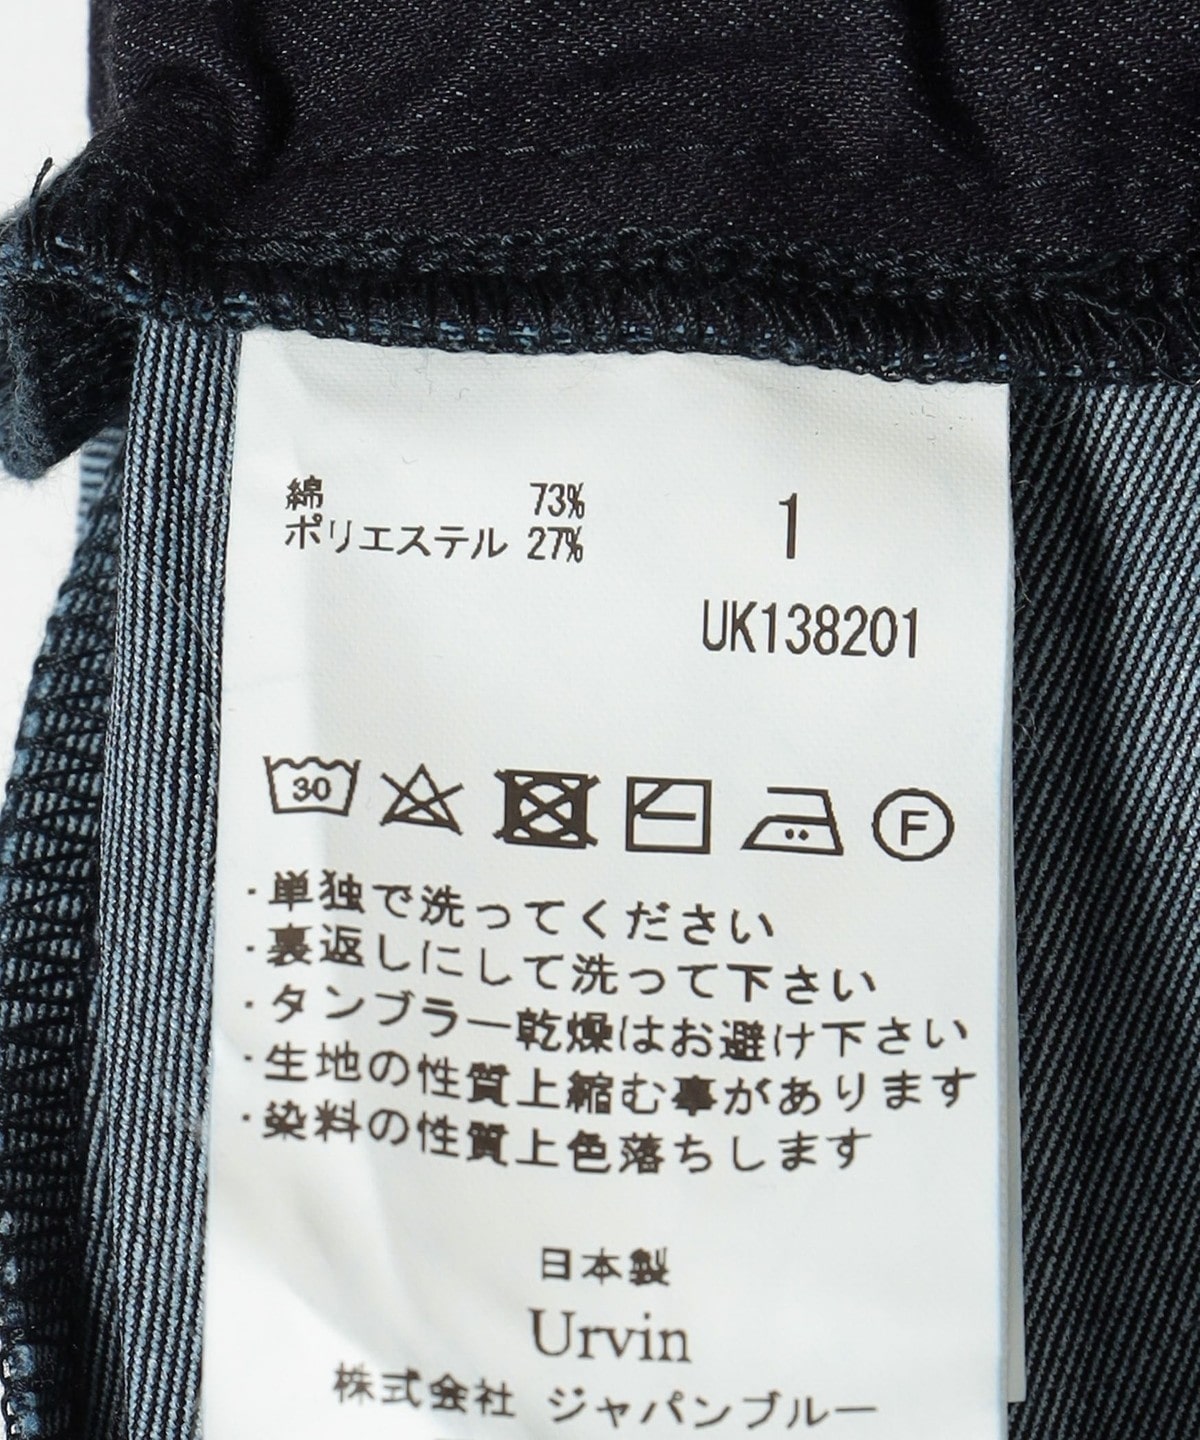 綿 73%
ポリエステル 27%
1
UK138201
30
F
・単独で洗ってください
・裏返しにして洗って下さい
・タンブラー乾燥はお避け下さい
・生地の性質上縮む事があります
・染料の性質上色落ちします
日本製
Urvin
株式会社 ジャパンブルー